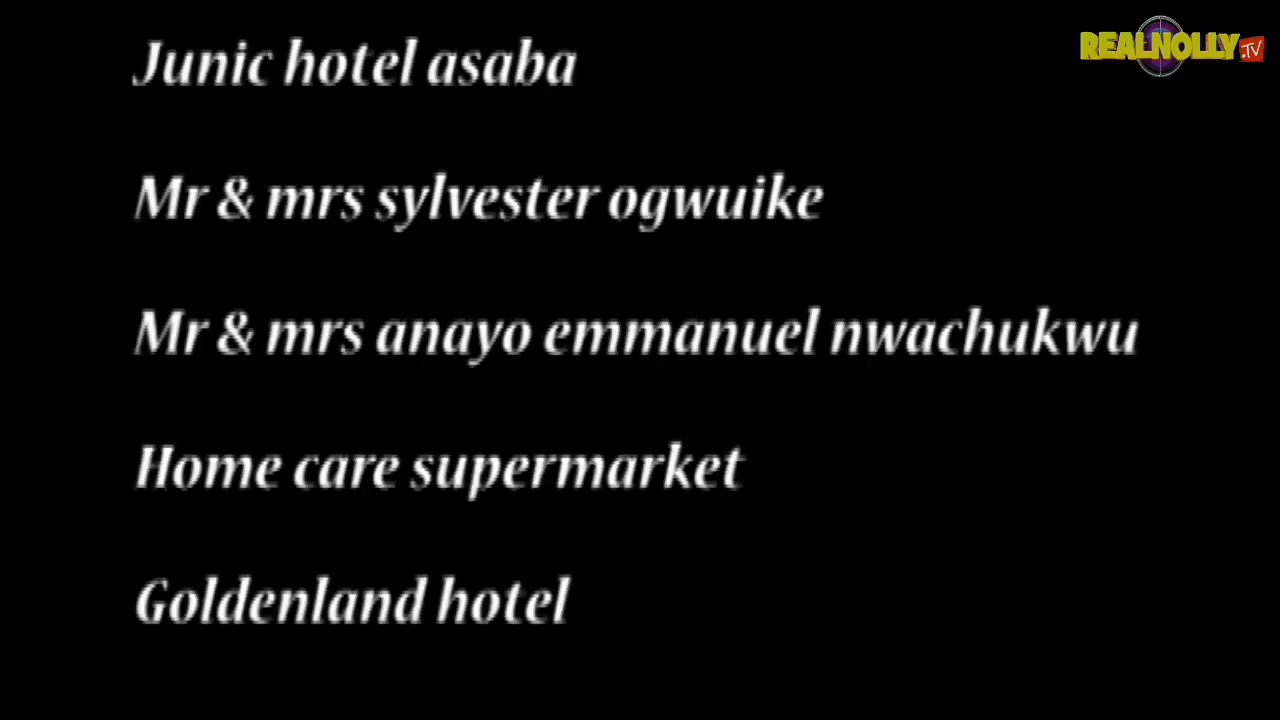 Junic hotel asaba
REALNOLLY.TV
Mr & mrs sylvester ogwuike
Mr & mrs anayo emmanuel nwachukwu
Home care supermarket
Goldenland hotel